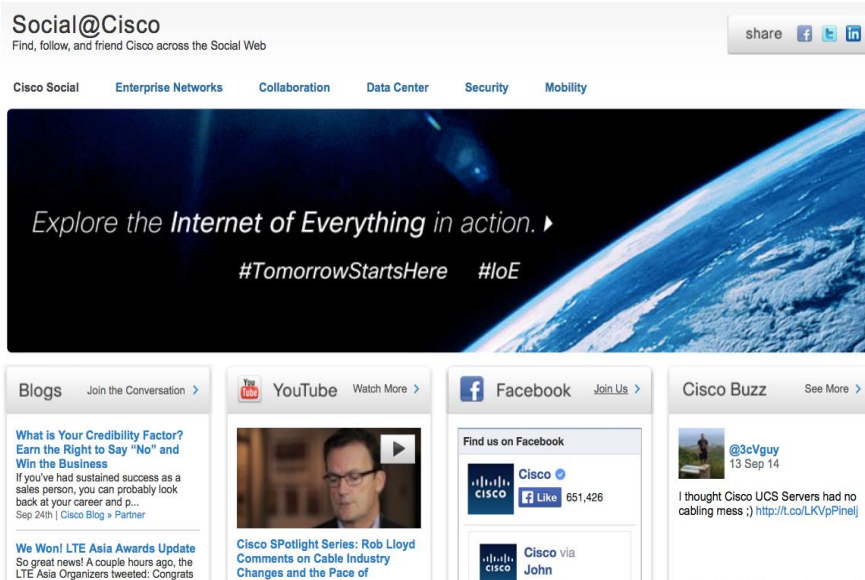 Social@Cisco
Find, follow, and friend Cisco across the Social Web
share
Cisco Social Enterprise Networks Collaboration Data Center Security Mobility
Explore the Internet of Everything in action.
#TomorrowStartsHere #IoE
Blogs Join the Conversation >
What is Your Credibility Factor?
Earn the Right to Say “No” and
Win the Business
If you've had sustained success as a
sales person, you can probably look
back at your career and p...
Sep 24th | Cisco Blog » Partner
We Won! LTE Asia Awards Update
So great news! A couple hours ago, the
LTE Asia Organizers tweeted: Congrats
You Tube
YouTube Watch More >
Cisco SPotlight Series: Rob Lloyd
Comments on Cable Industry
Changes and the Pace of
Facebook Join Us >
Find us on Facebook
CISCO
Cisco
Like 651,426
CISCO
Cisco via
John
Cisco Buzz See More >
@3cVguy
13 Sep 14
I thought Cisco UCS Servers had no
cabling mess ;) http://t.co/LKVpPinelj